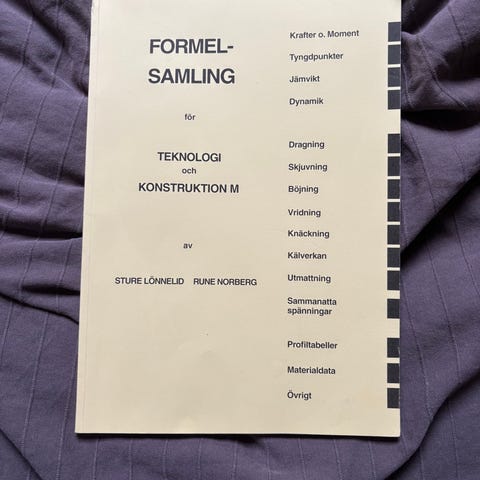 FORMEL-
SAMLING
för
TEKNOLOGI
och
KONSTRUKTION M
av
STURE LÖNNELID RUNE NORBERG
Krafter o. Moment
Tyngdpunkter
Jämvikt
Dynamik
Dragning
Skjuvning
Böjning
Vridning
Knäckning
Kälverkan
Utmattning
Sammanatta
spänningar
Profiltabeller
Materialdata
Övrigt